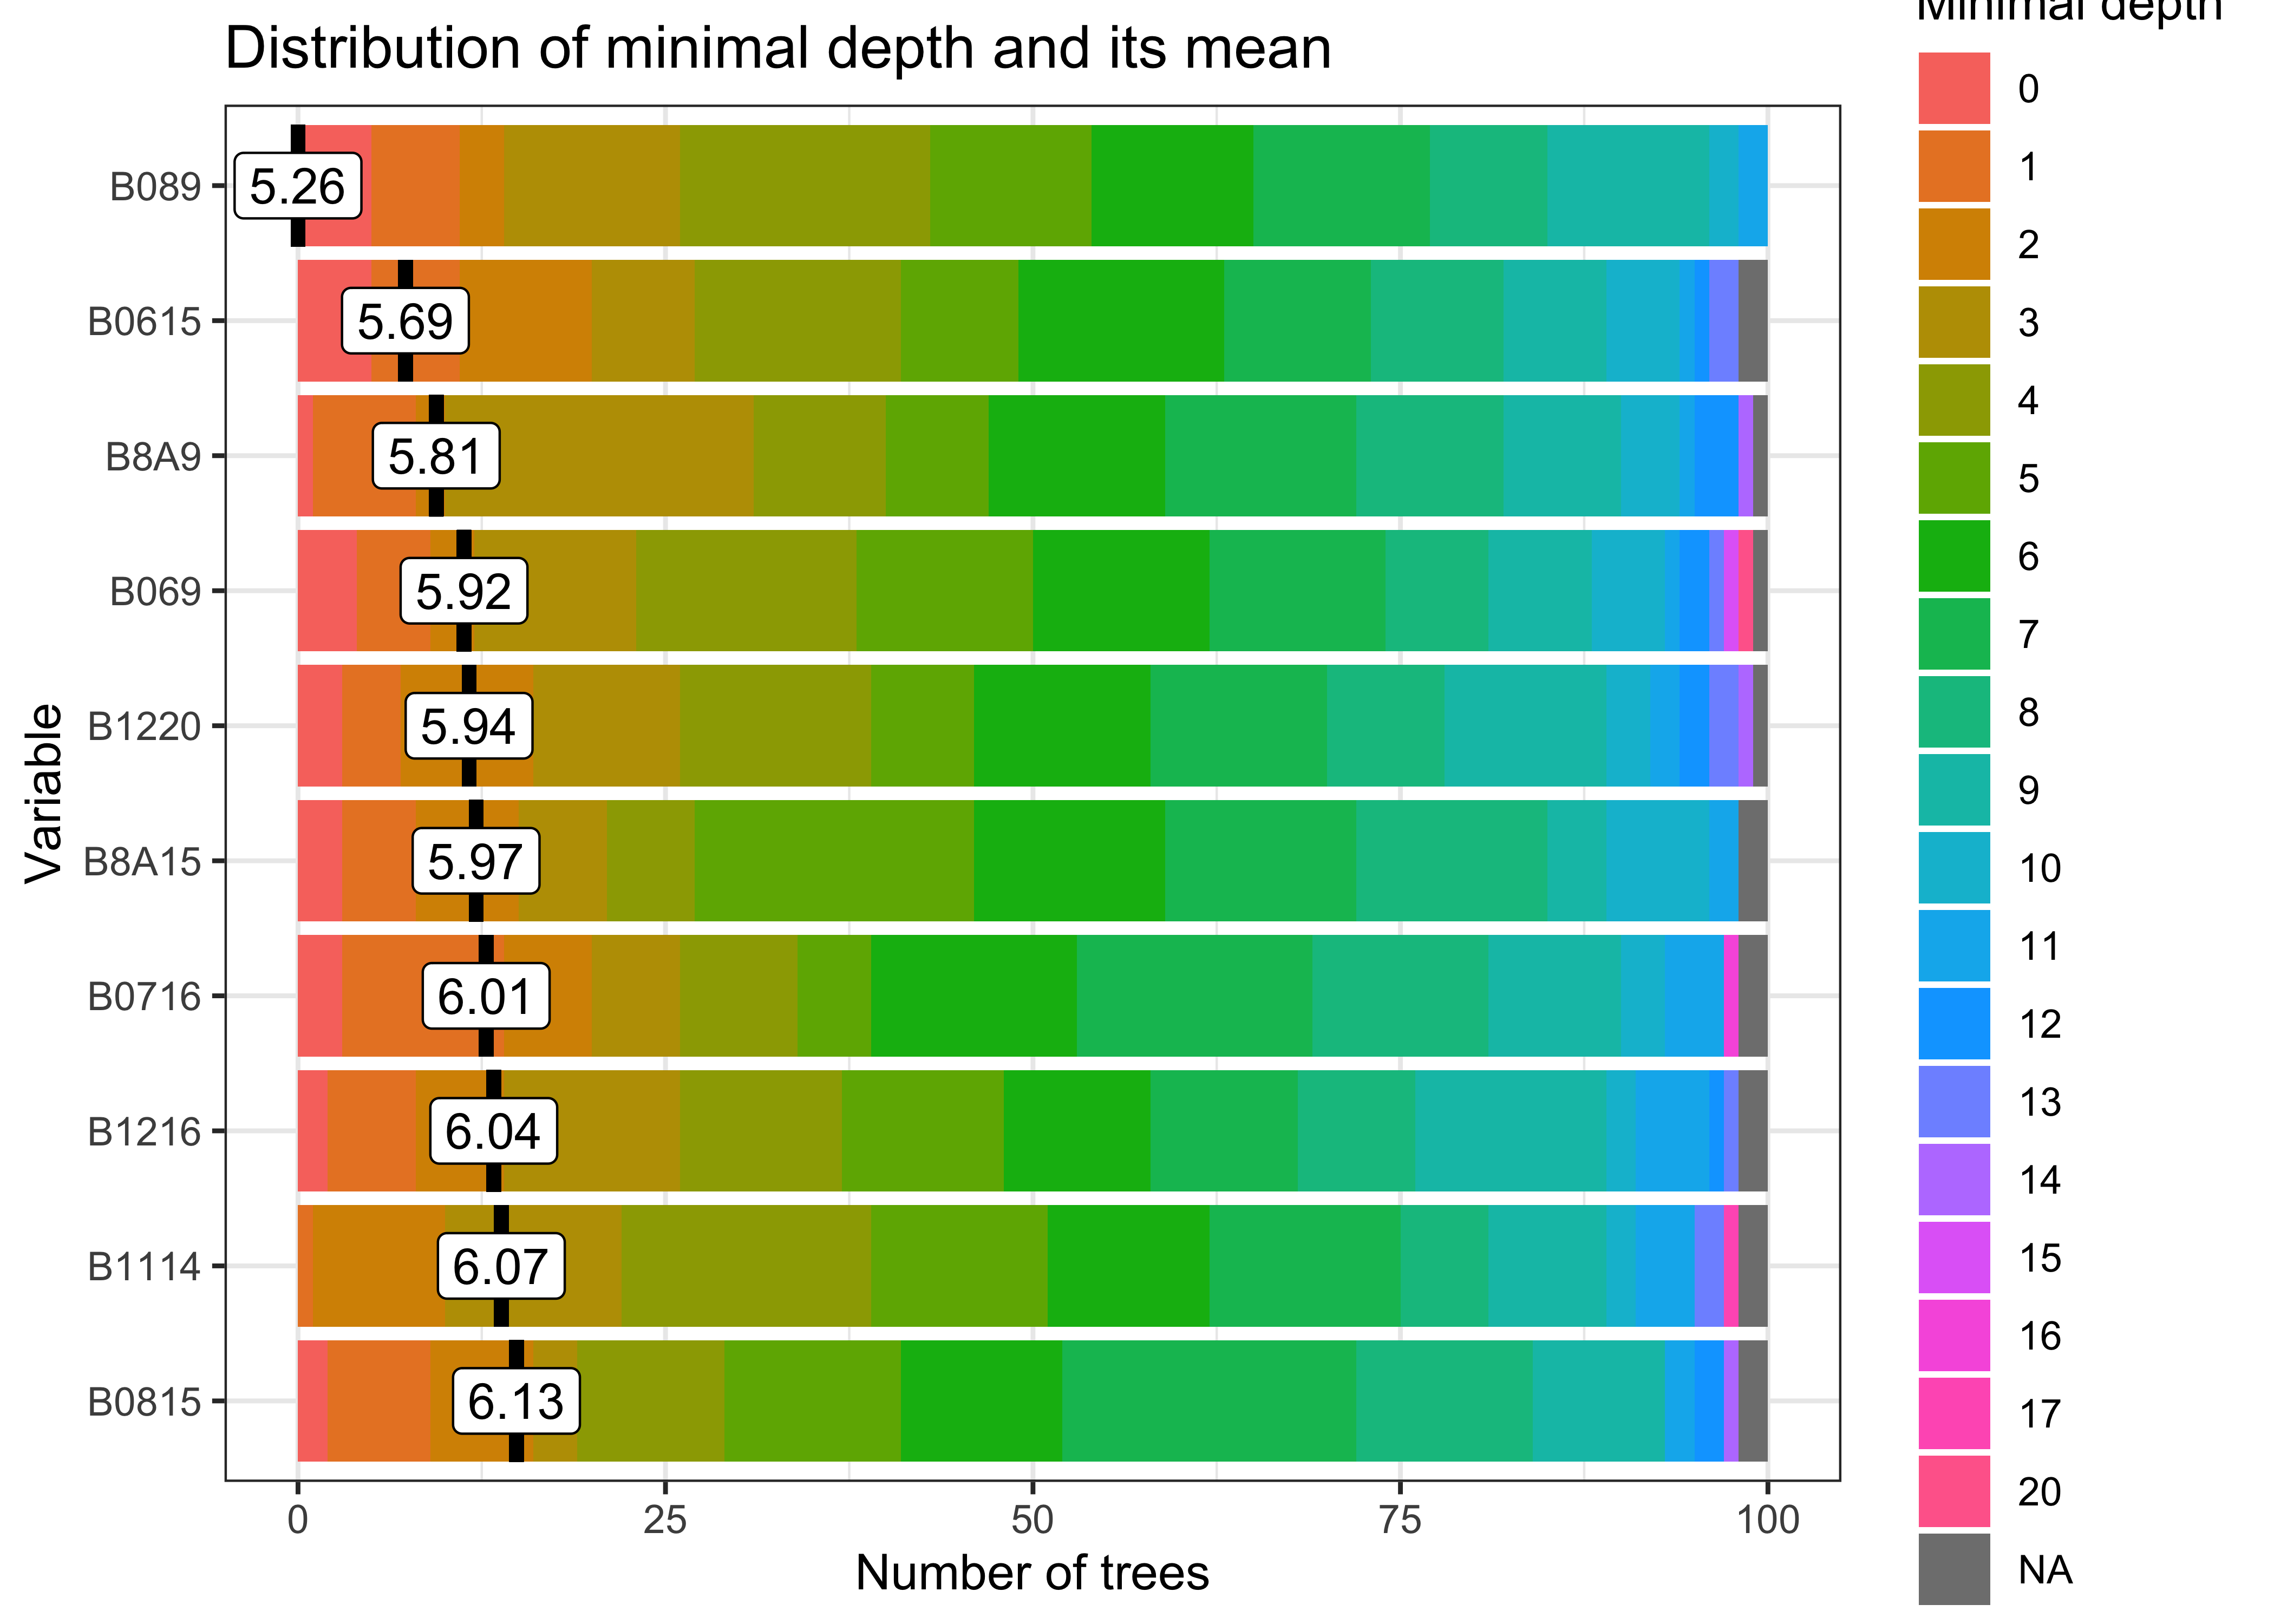 Distribution of minimal depth and its mean
Variable
B089
5.26
B0615
5.69
B8A9
5.81
B069
5.92
B1220
5.94
B8A15
5.97
B0716
6.01
B1216
6.04
B1114
6.07
B0815
6.13
0 25 50 75 100
Number of trees
Minimal depth
0
1
2
3
4
5
6
7
8
9
10
11
12
13
14
15
16
17
20
NA